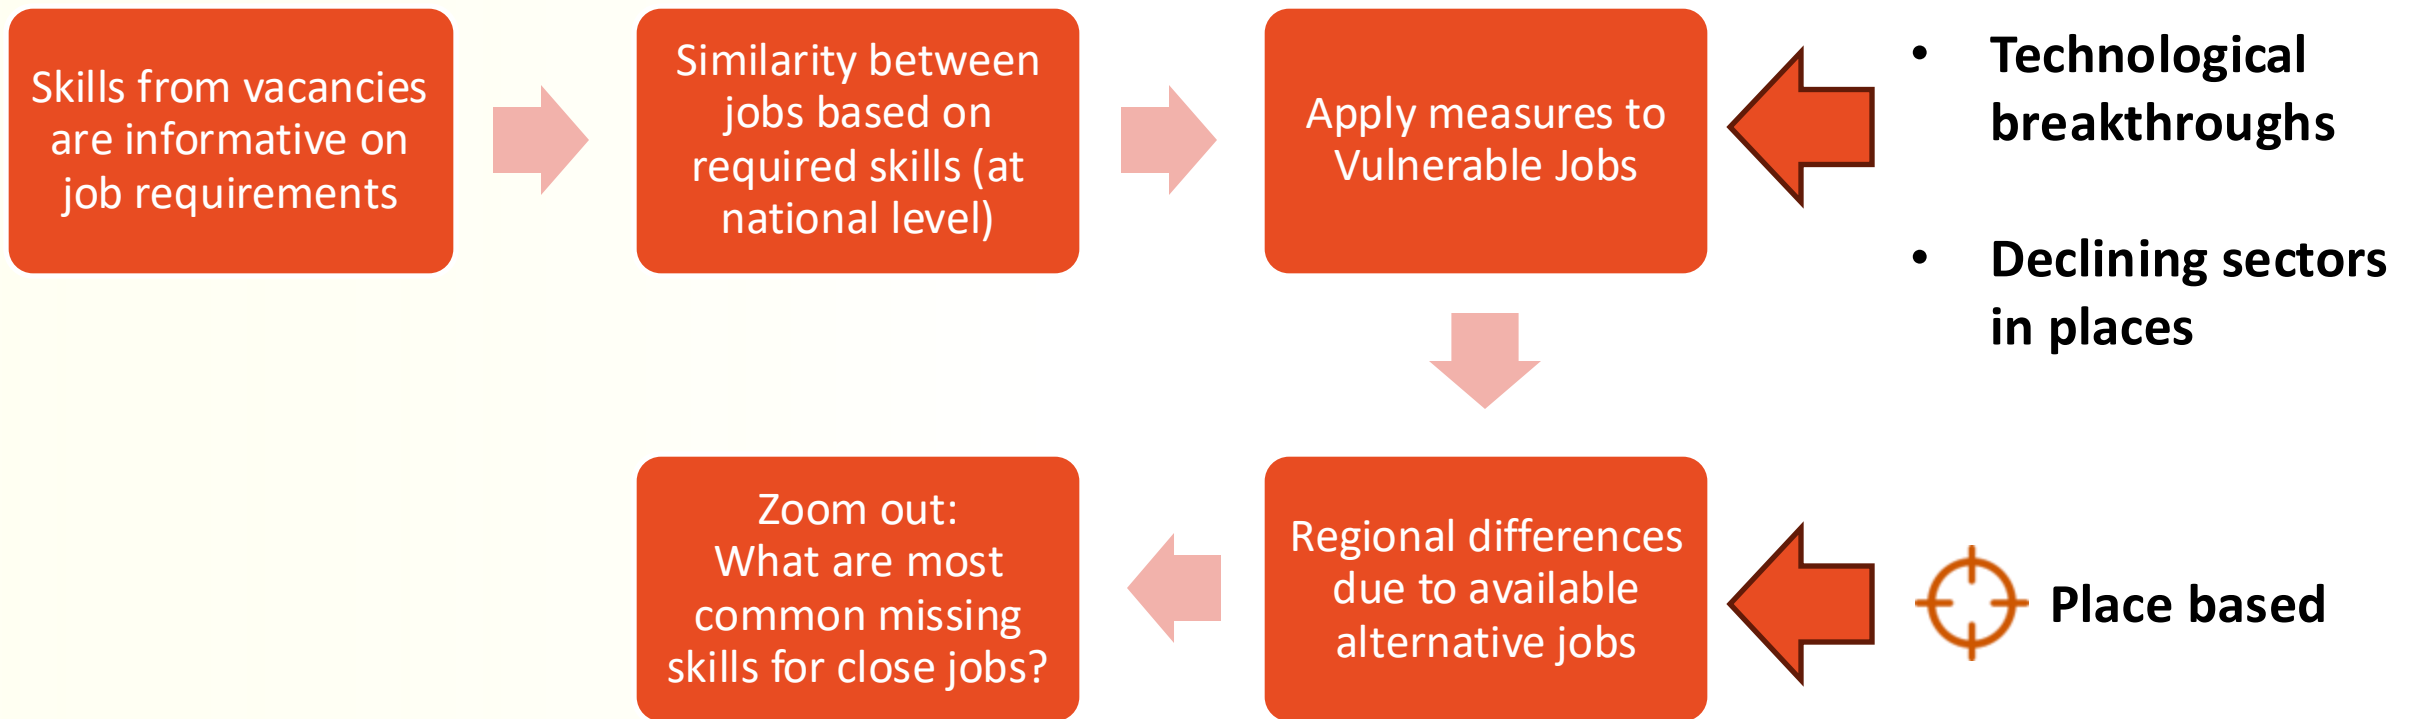 Skills from vacancies
are informative on
job requirements
Similarity between
jobs based on
required skills (at
national level)
Apply measures to
Vulnerable Jobs
• Technological
breakthroughs
• Declining sectors
in places
Regional differences
due to available
alternative jobs
Place based
Zoom out:
What are most
common missing
skills for close jobs?